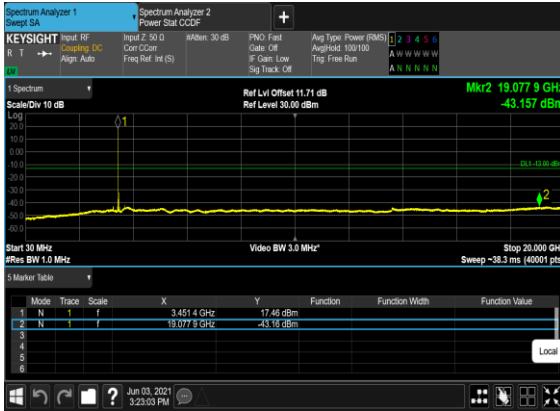 Spectrum Analyzer 1
Swept SA
Spectrum Analyzer 2
Power Stat CCDF
+
KEYSIGHT
R T
LXI
Input: RF
Coupling: DC
Align: Auto
Input Z: 50 Ω
Corr CCorr
Freq Ref: Int (S)
#Atten: 30 dB
PNO: Fast
Gate: Off
IF Gain: Low
Sig Track: Off
Avg Type: Power (RMS)
Avg|Hold: 100/100
Trig: Free Run
1 2 3 4 5 6
A W W W W W
A N N N N N
1 Spectrum
Scale/Div 10 dB
Ref Lvl Offset 11.71 dB
Ref Level 30.00 dBm
Mkr2 19.077 9 GHz
-43.157 dBm
Log
20.0
10.0
0.00
-10.0
-20.0
-30.0
-40.0
-50.0
-60.0
1
DL1 -13.00 dBm
2
Start 30 MHz
#Res BW 1.0 MHz
Video BW 3.0 MHz*
Stop 20.000 GHz
Sweep ~38.3 ms (40001 pts)
5 Marker Table
Mode Trace Scale X Y Function Function Width Function Value
1 N 1 f 3.451 4 GHz 17.46 dBm
2 N 1 f 19.077 9 GHz -43.16 dBm
3
4
5
6
Local
?
Jun 03, 2021
3:23:03 PM